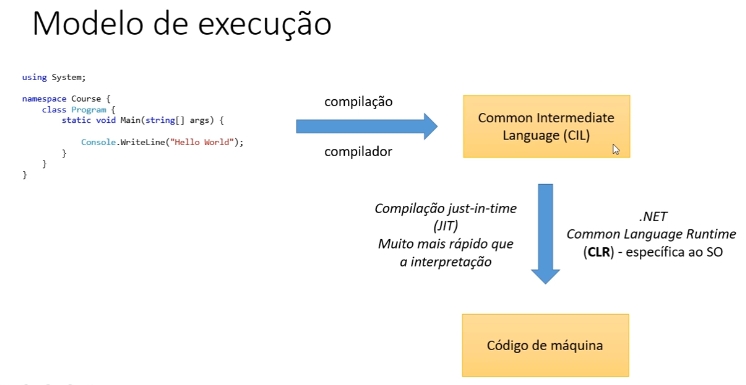 Modelo de execução
using System;
namespace Course {
class Program {
static void Main(string[] args) {
Console.WriteLine("Hello World");
}
}
}
compilação
compilador
Common Intermediate
Language (CIL)
Compilação just-in-time
(JIT)
Muito mais rápido que
a interpretação
.NET
Common Language Runtime
(CLR) - específica ao SO
Código de máquina